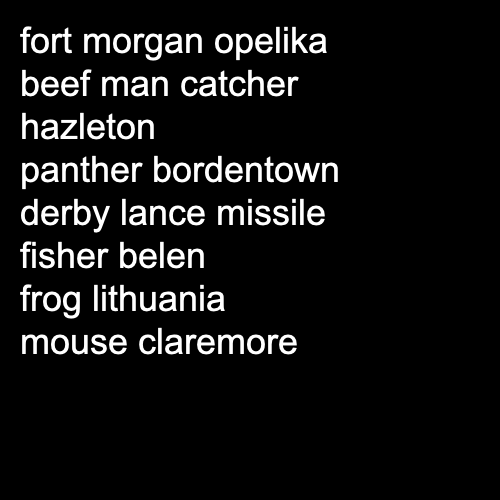 fort morgan opelika
beef man catcher
hazleton
panther bordentown
derby lance missile
fisher belen
frog lithuania
mouse claremore